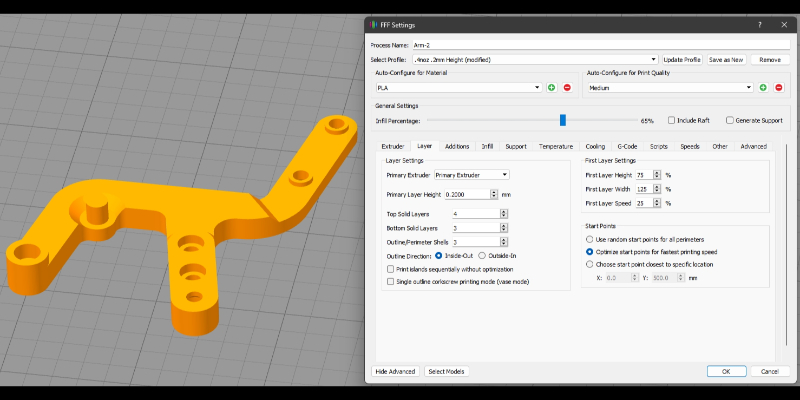 FFF Settings
Process Name: Arm-2
Select Profile: .4noz .2mm Height (modified) Update Profile Save as New Remove
Auto-Configure for Material Auto-Configure for Print Quality
PLA Medium
General Settings
Infill Percentage: 65% Include Raft Generate Support
Extruder Layer Additions Infill Support Temperature Cooling G-Code Scripts Speeds Other Advanced
Layer Settings
Primary Extruder Primary Extruder
Primary Layer Height 0.2000 mm
Top Solid Layers 4
Bottom Solid Layers 3
Outline/Perimeter Shells 3
Outline Direction: Inside-Out Outside-In
Print islands sequentially without optimization
Single outline corkscrew printing mode (vase mode)
First Layer Settings
First Layer Height 75 %
First Layer Width 125 %
First Layer Speed 25 %
Start Points
Use random start points for all perimeters
Optimize start points for fastest printing speed
Choose start point closest to specific location
X: 0.0 Y: 500.0 mm
Hide Advanced Select Models OK Cancel